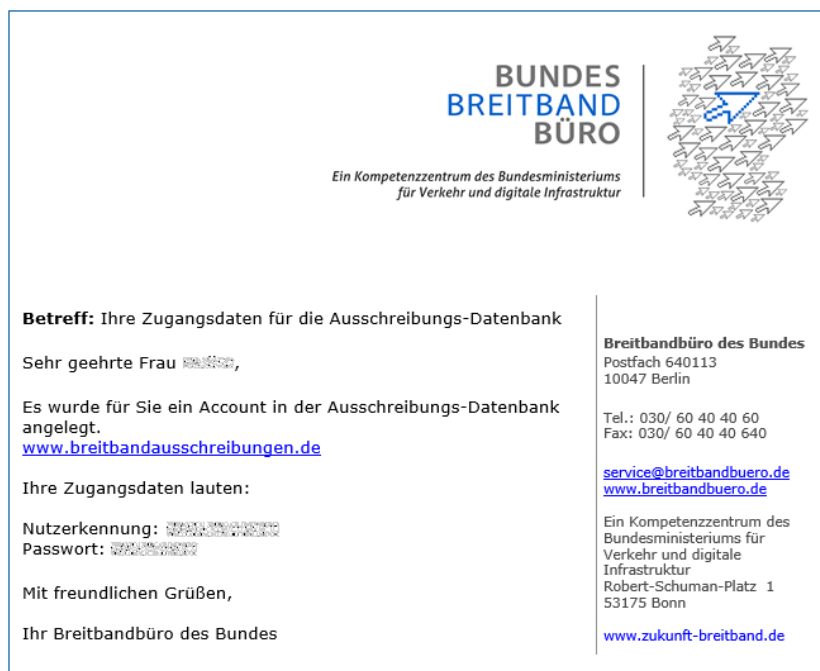 BUNDES
BREITBAND
BÜRO
Ein Kompetenzzentrum des Bundesministeriums
für Verkehr und digitale Infrastruktur
Betreff: Ihre Zugangsdaten für die Ausschreibungs-Datenbank
Sehr geehrte Frau ,
Es wurde für Sie ein Account in der Ausschreibungs-Datenbank
angelegt.
www.breitbandausschreibungen.de
Ihre Zugangsdaten lauten:
Nutzerkennung:
Passwort:
Mit freundlichen Grüßen,
Ihr Breitbandbüro des Bundes
Breitbandbüro des Bundes
Postfach 640113
10047 Berlin
Tel.: 030/ 60 40 40 60
Fax: 030/ 60 40 40 640
service@breitbandbuero.de
www.breitbandbuero.de
Ein Kompetenzzentrum des
Bundesministeriums für
Verkehr und digitale
Infrastruktur
Robert-Schuman-Platz 1
53175 Bonn
www.zukunft-breitband.de